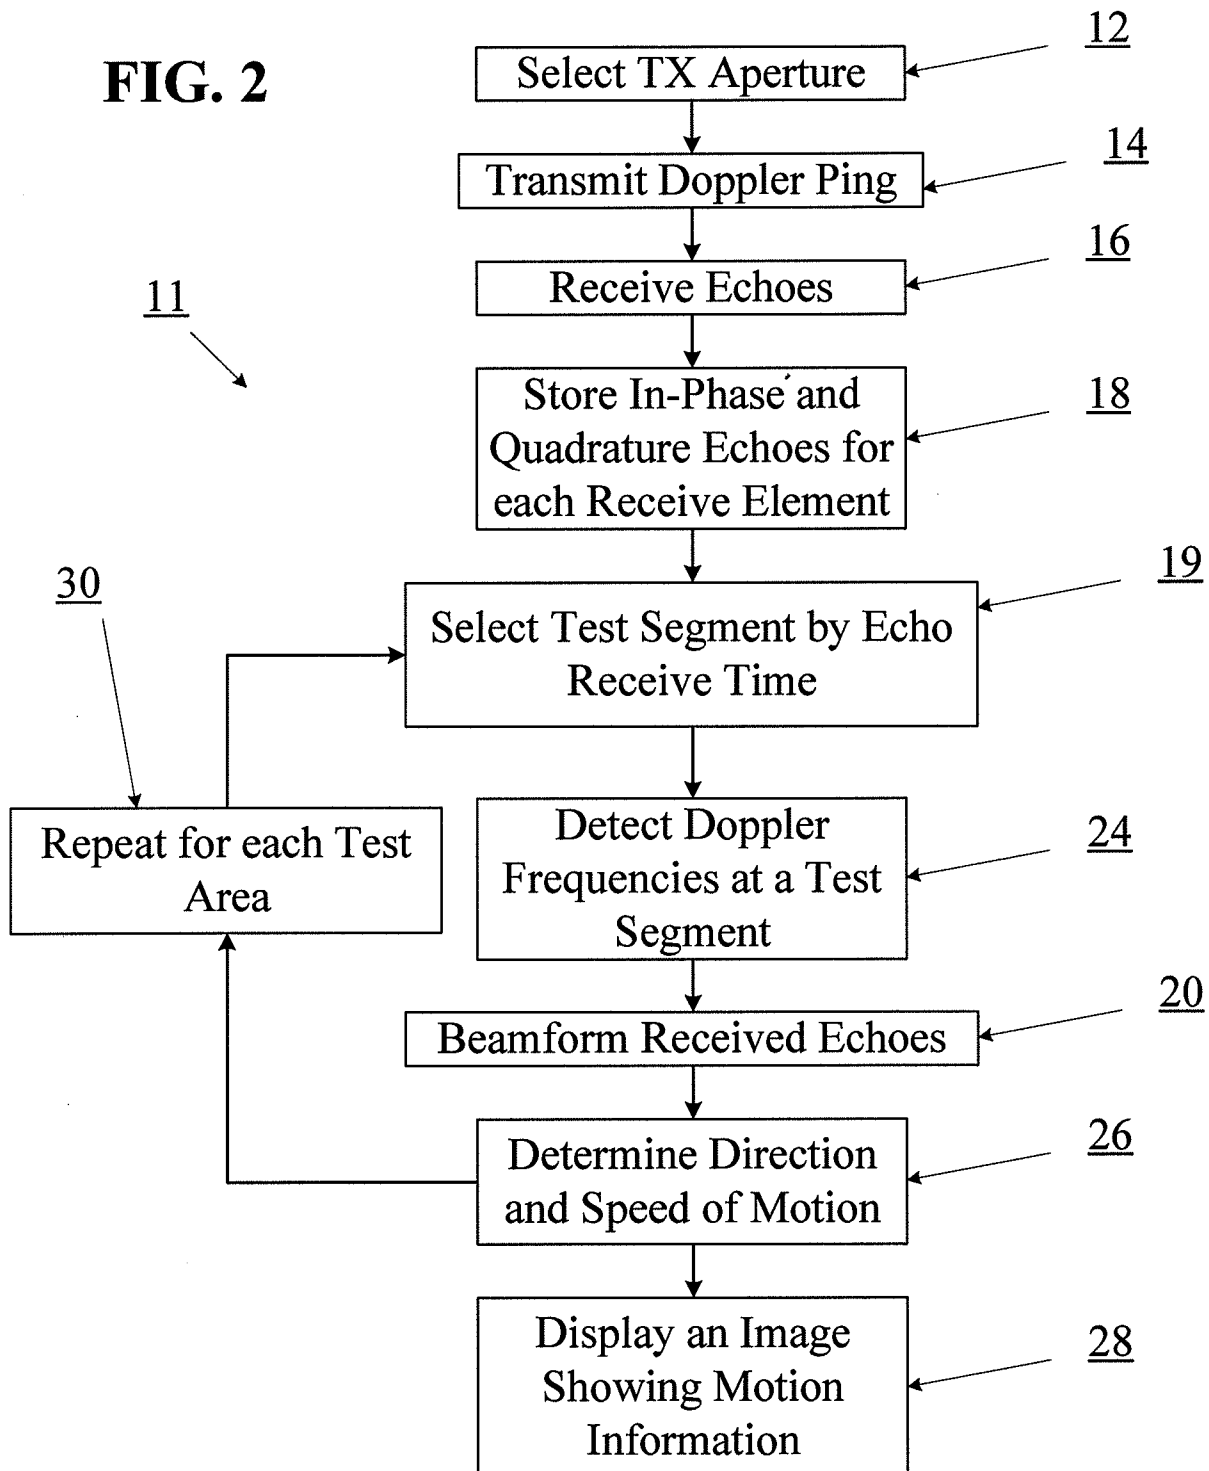 FIG. 2
12
Select TX Aperture
14
Transmit Doppler Ping
16
Receive Echoes
11
18
Store In-Phase and
Quadrature Echoes for
each Receive Element
19
30
Select Test Segment by Echo
Receive Time
24
Repeat for each Test
Area
Detect Doppler
Frequencies at a Test
Segment
20
Beamform Received Echoes
26
Determine Direction
and Speed of Motion
28
Display an Image
Showing Motion
Information